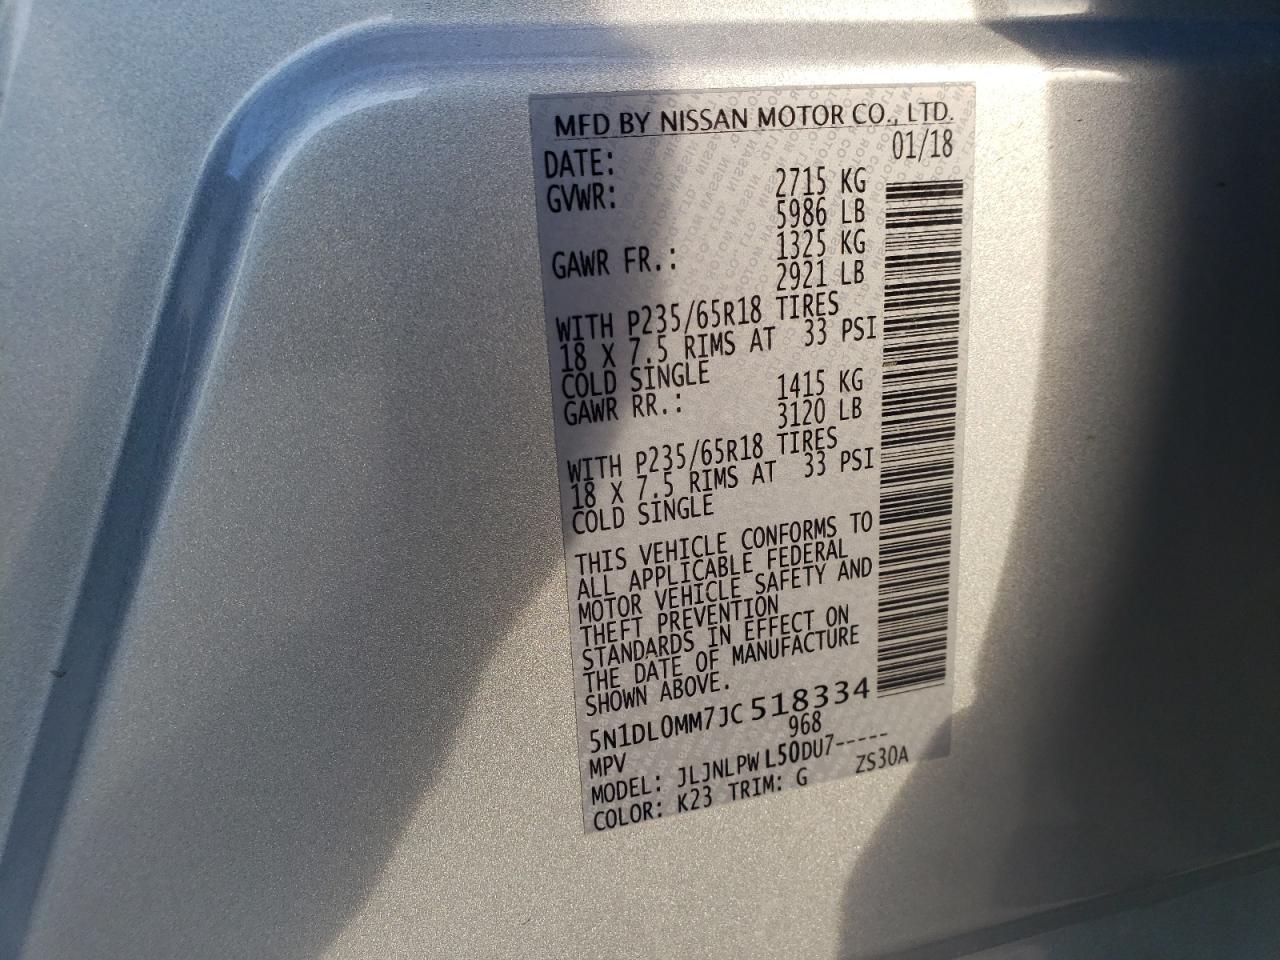 MFD BY NISSAN MOTOR CO., LTD.
DATE: 01/18
GVWR: 2715 KG
5986 LB
GAWR FR.: 1325 KG
2921 LB
WITH P235/65R18 TIRES
18 X 7.5 RIMS AT 33 PSI
COLD SINGLE
GAWR RR.: 1415 KG
3120 LB
WITH P235/65R18 TIRES
18 X 7.5 RIMS AT 33 PSI
COLD SINGLE
THIS VEHICLE CONFORMS TO
ALL APPLICABLE FEDERAL
MOTOR VEHICLE SAFETY AND
THEFT PREVENTION
STANDARDS IN EFFECT ON
THE DATE OF MANUFACTURE
SHOWN ABOVE.
5N1DL0MM7JC518334
MPV 968
MODEL: JLJNLPWL50DU7-----
COLOR: K23 TRIM: G ZS30A